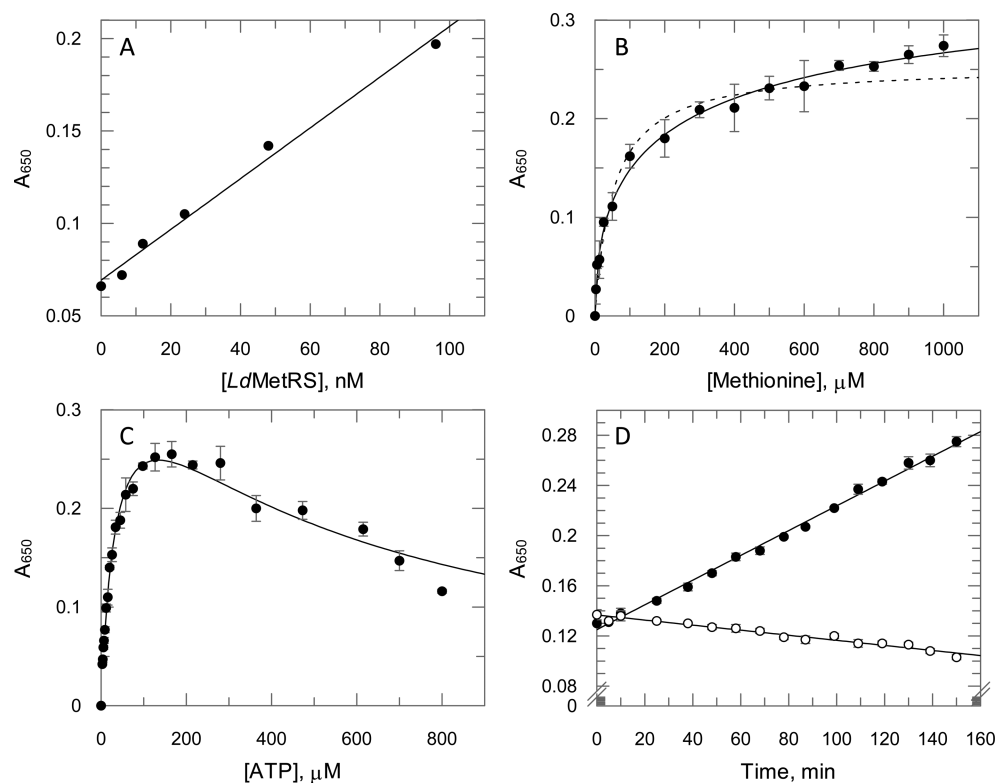 A
0.2
0.15
0.1
0.05
A650
0 20 40 60 80 100
[LdMetRS], nM
B
0.3
0.2
0.1
0
A650
0 200 400 600 800 1000
[Methionine], μM
C
0.3
0.2
0.1
0
A650
0 200 400 600 800
[ATP], μM
D
0.28
0.24
0.20
0.16
0.12
0.08
0
A650
0 20 40 60 80 100 120 140 160
Time, min